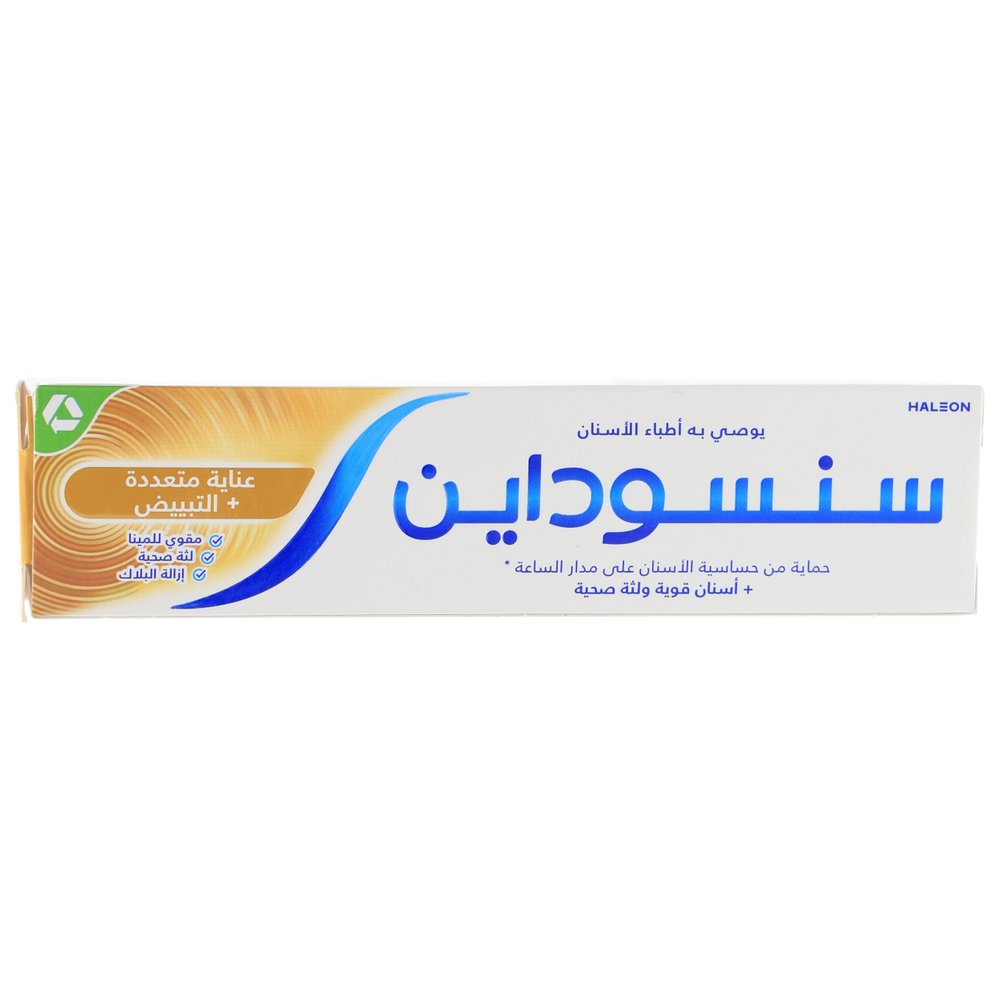 HALEON
يوصي به أطباء الأسنان
سنسوداين
حماية من حساسية الأسنان على مدار الساعة *
+ أسنان قوية ولثة صحية
عناية متعددة
+ التبييض
مقوي للمينا
لثة صحية
إزالة البلاك